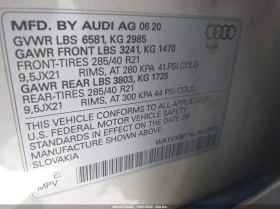 MFD. BY AUDI AG 06 20
GVWR LBS 6581, KG 2985
GAWR FRONT LBS 3241, KG 1470
FRONT-TIRES 285/40 R21
9,5JX21 RIMS, AT 280 KPA 41 PSI COLD
GAWR REAR LBS 3803, KG 1725
REAR-TIRES 285/40 R21
9,5JX21 RIMS, AT 300 KPA 44 PSI COLD
THIS VEHICLE CONFORMS TO ALL APPLICABLE
U.S. FEDERAL MOTOR VEHICLE SAFETY STANDARDS
IN EFFECT ON THE DATE OF MANUFACTURE SHOWN ABOVE
SLOVAKIA
MPV
Audi